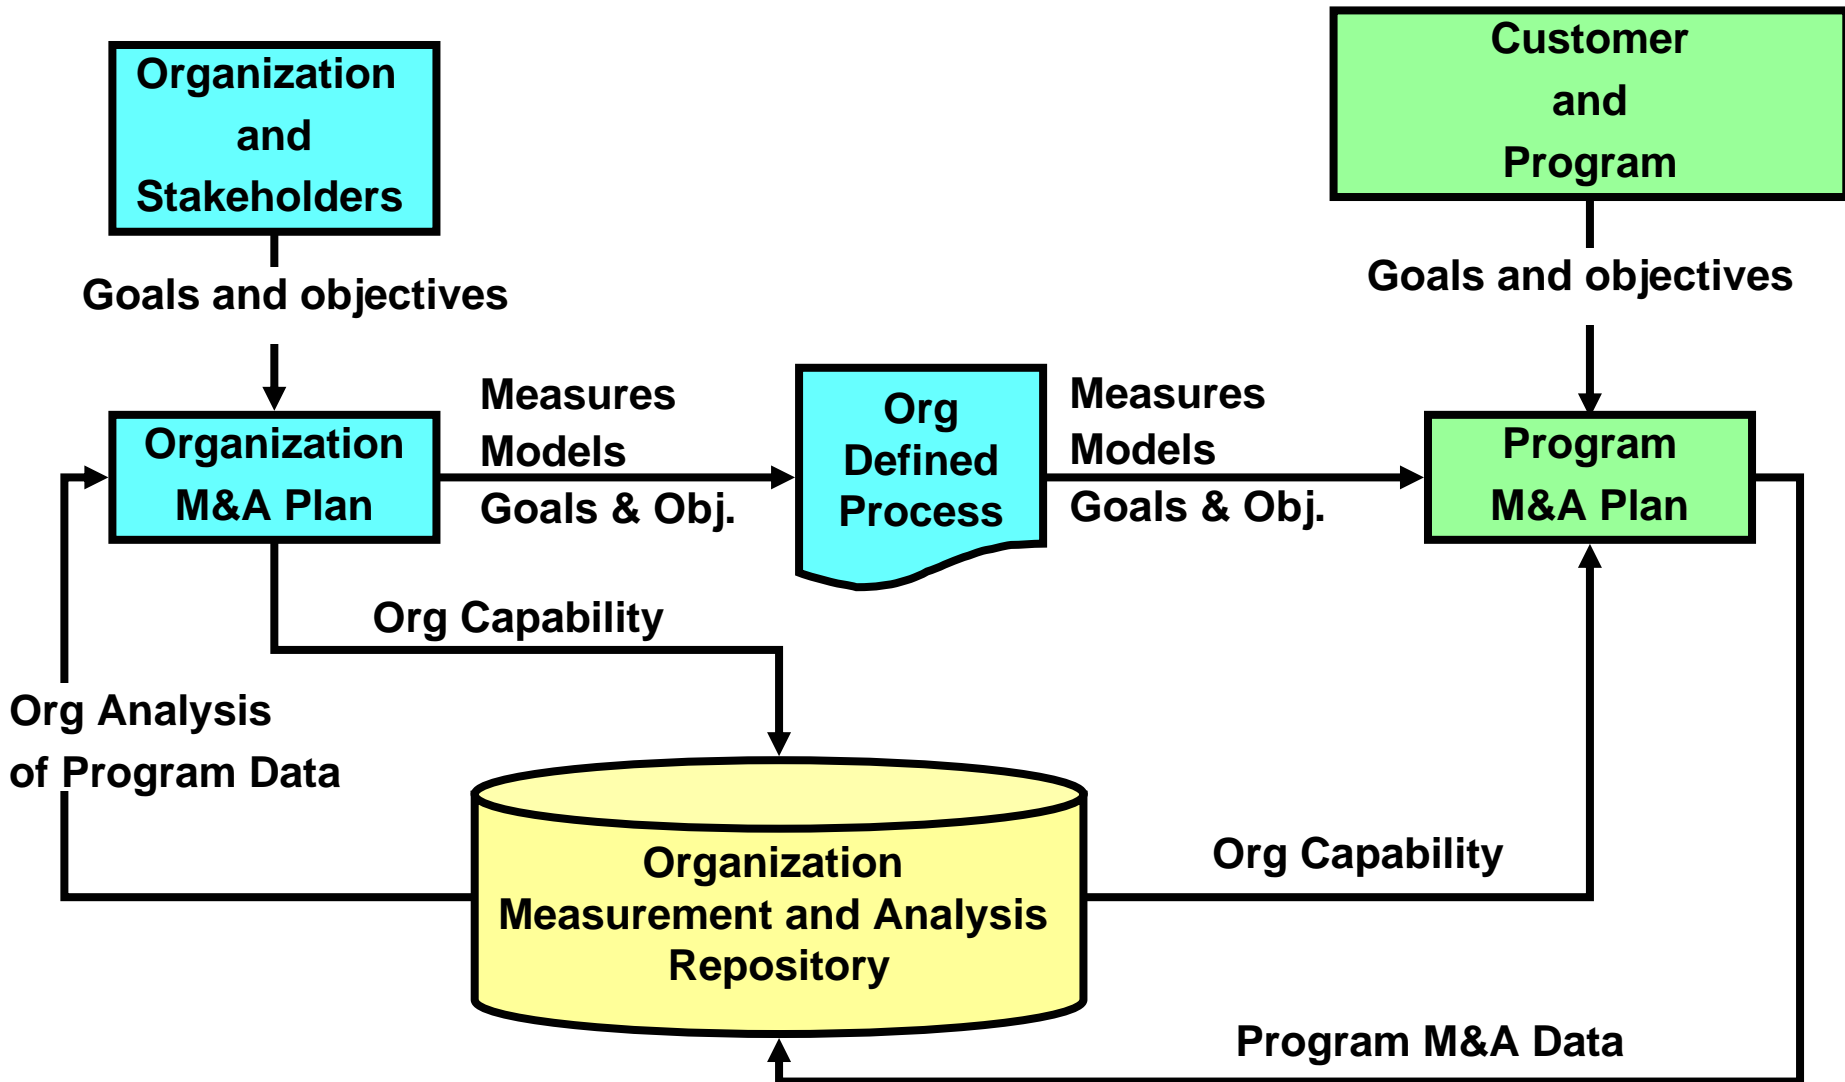 Organization
and
Stakeholders
Customer
and
Program
Goals and objectives
Goals and objectives
Organization
M&A Plan
Measures
Models
Goals & Obj.
Org
Defined
Process
Measures
Models
Goals & Obj.
Program
M&A Plan
Org Capability
Org Analysis
of Program Data
Organization
Measurement and Analysis
Repository
Org Capability
Program M&A Data